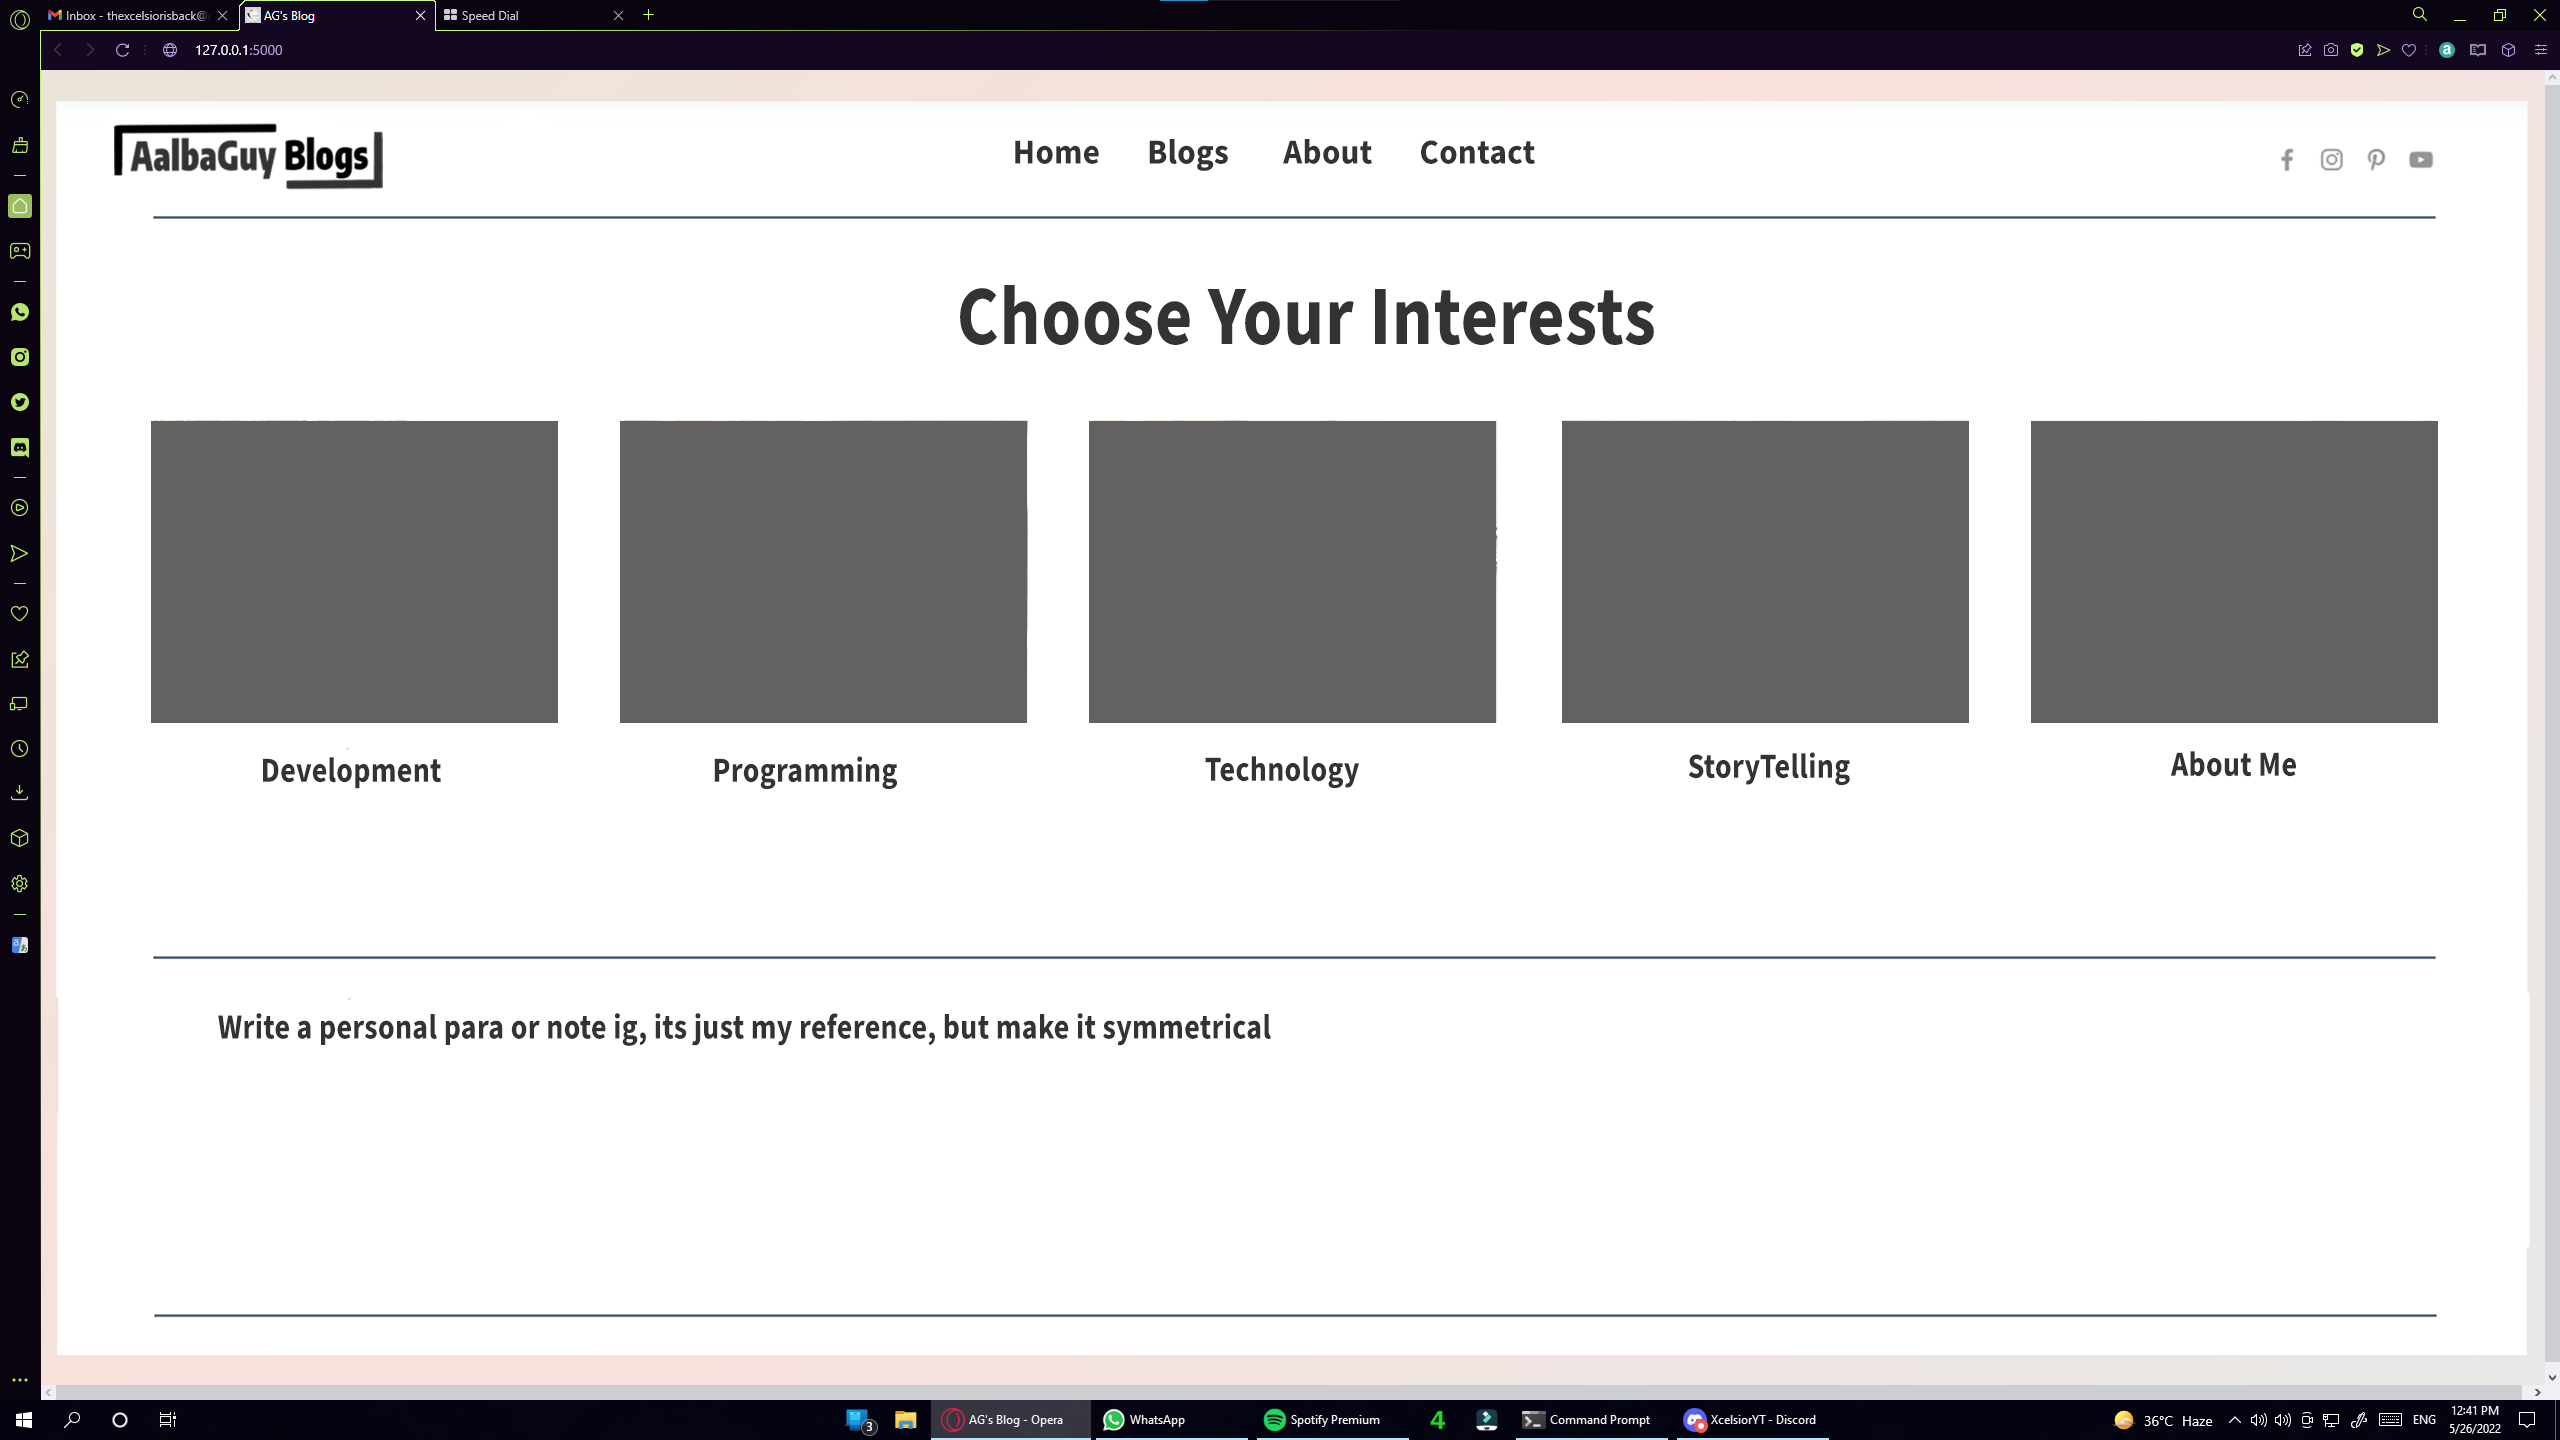 Inbox - thexcelsiorisback@
AG's Blog
Speed Dial
127.0.0.1:5000
AalbaGuy Blogs
Home Blogs About Contact
Choose Your Interests
Development
Programming
Technology
StoryTelling
About Me
Write a personal para or note ig, its just my reference, but make it symmetrical
3
AG's Blog - Opera
WhatsApp
Spotify Premium
4
Command Prompt
XcelsiorYT - Discord
36°C Haze
ENG
12:41 PM
5/26/2022